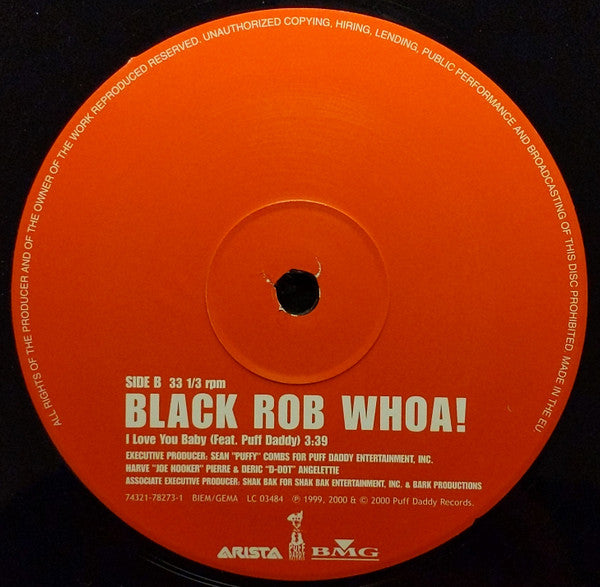 ALL RIGHTS OF THE PRODUCER AND OF THE OWNER OF THE WORK REPRODUCED RESERVED. UNAUTHORIZED COPYING, HIRING, LENDING, PUBLIC PERFORMANCE AND BROADCASTING OF THIS DISC PROHIBITED. MADE IN THE EU.
SIDE B 33 1/3 rpm
BLACK ROB WHOA!
I Love You Baby (Feat. Puff Daddy) 3:39
EXECUTIVE PRODUCER: SEAN "PUFFY" COMBS FOR PUFF DADDY ENTERTAINMENT, INC.
HARVE "JOE HOOKER" PIERRE & DERIC "D-DOT" ANGELETTIE
ASSOCIATE EXECUTIVE PRODUCER: SHAK BAK FOR SHAK BAK ENTERTAINMENT, INC. & BARK PRODUCTIONS
74321-78273-1 BIEM/GEMA LC 03484 ℗ 1999, 2000 & © 2000 Puff Daddy Records.
ARISTA BMG